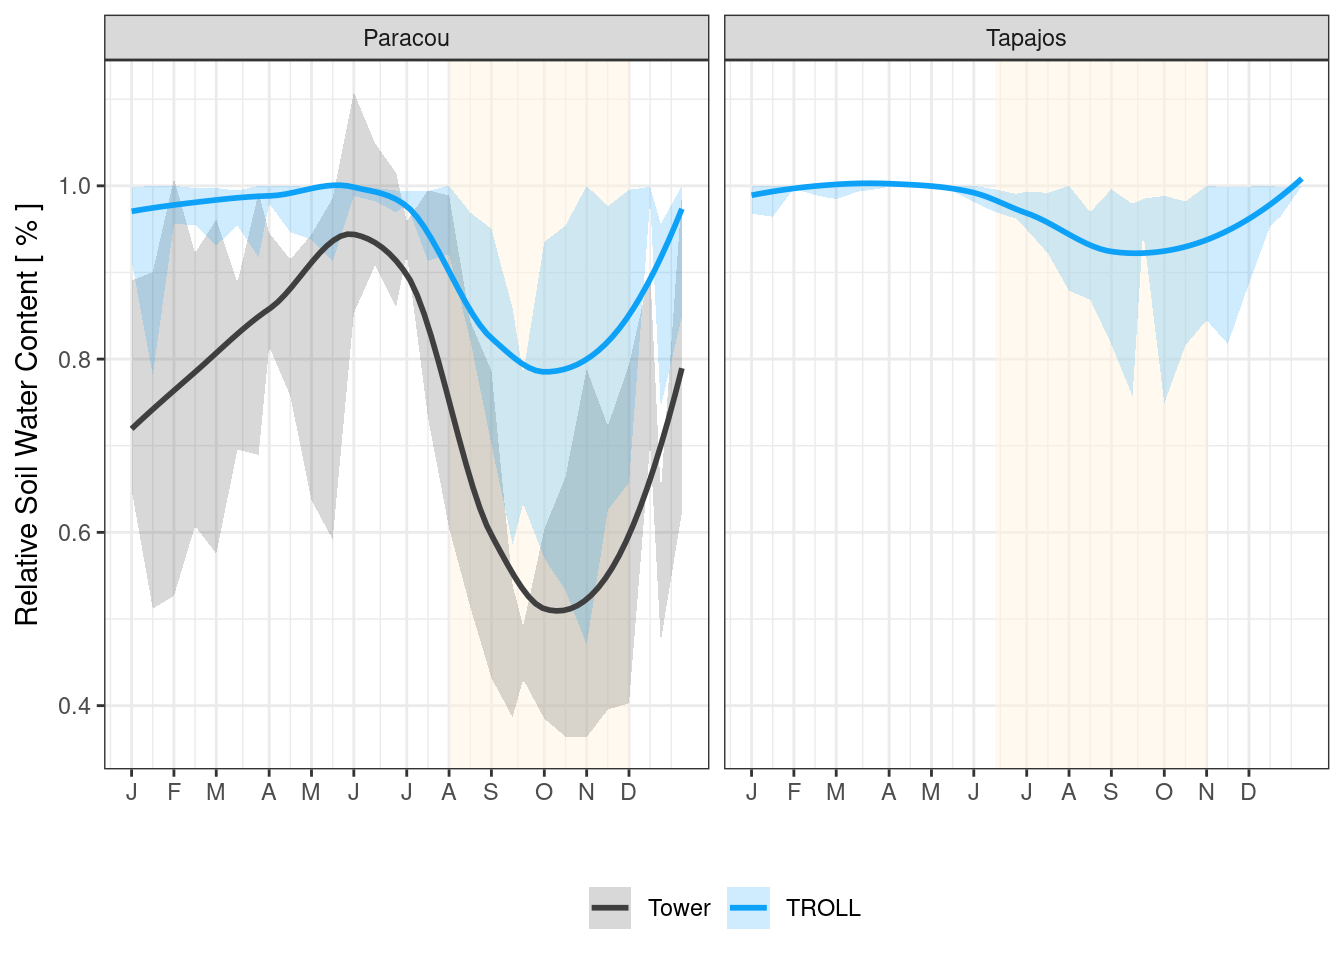 Paracou Tapajos
Relative Soil Water Content [ % ]
1.0
0.8
0.6
0.4
J F M A M J J A S O N D J F M A M J J A S O N D
Tower TROLL